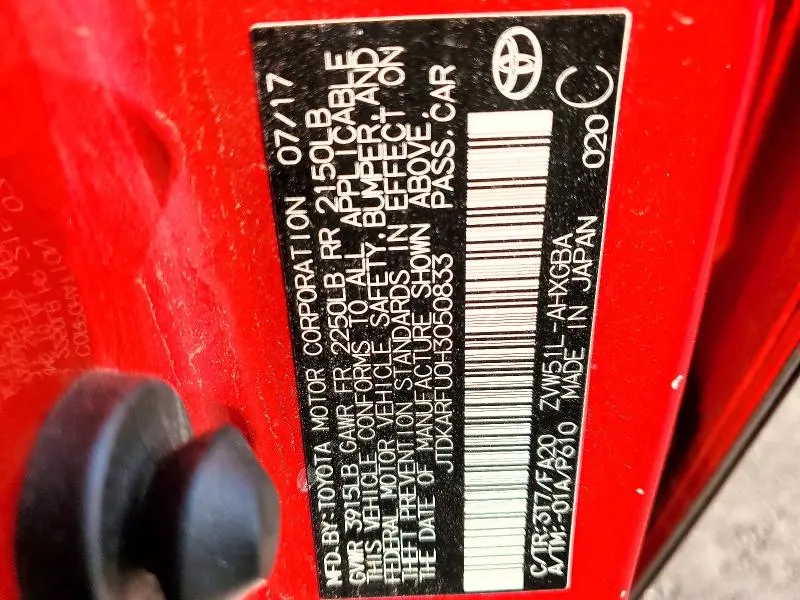 MFD.BY:TOYOTA MOTOR CORPORATION 07/17
GVWR 3915LB GAWR FR 2250LB RR 2150LB
THIS VEHICLE CONFORMS TO ALL APPLICABLE
FEDERAL MOTOR VEHICLE SAFETY,BUMPER,AND
THEFT PREVENTION STANDARDS IN EFFECT ON
THE DATE OF MANUFACTURE SHOWN ABOVE.
JTDKARFU0H3050833 PASS.CAR
C/TR:3T7/FA20 ZVW51L-AHXGBA
A/TM:-01A/P610 MADE IN JAPAN
020 C